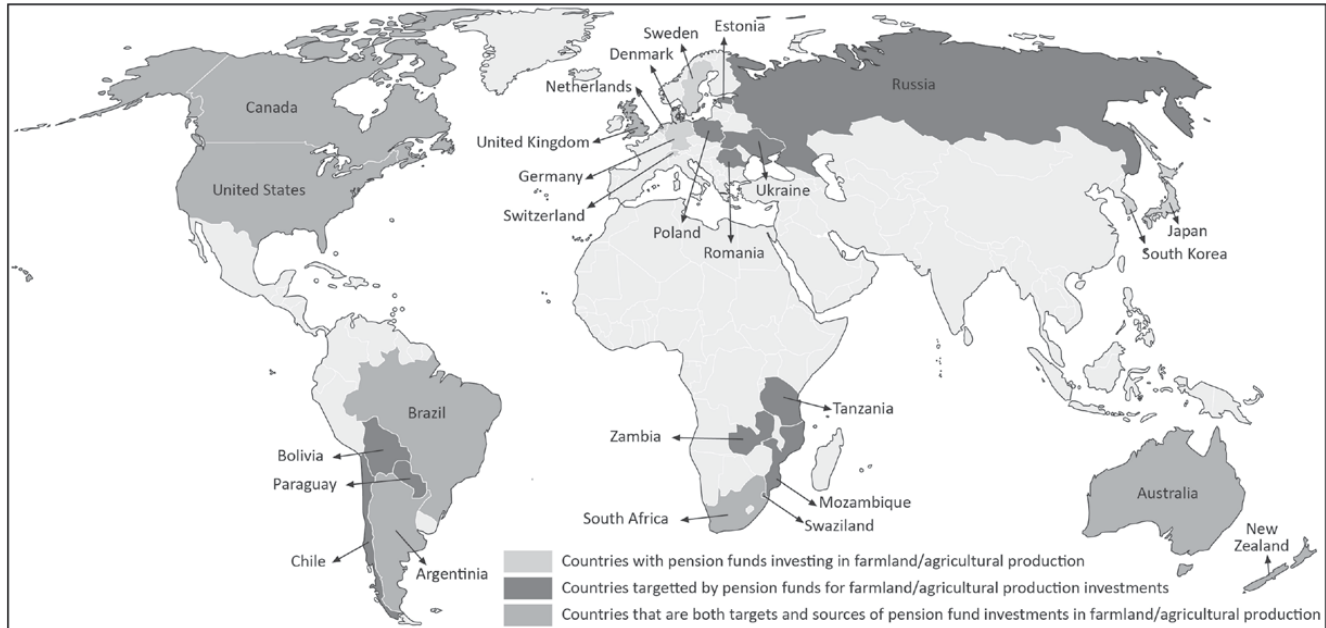 Estonia
Sweden
Denmark
Netherlands
Russia
Canada
United Kingdom
United States
Germany
Ukraine
Switzerland
Poland
Japan
Romania
South Korea
Brazil
Tanzania
Zambia
Bolivia
Paraguay
Australia
Mozambique
South Africa
Swaziland
New
Zealand
Chile
Argentinia
Countries with pension funds investing in farmland/agricultural production
Countries targetted by pension funds for farmland/agricultural production investments
Countries that are both targets and sources of pension fund investments in farmland/agricultural production